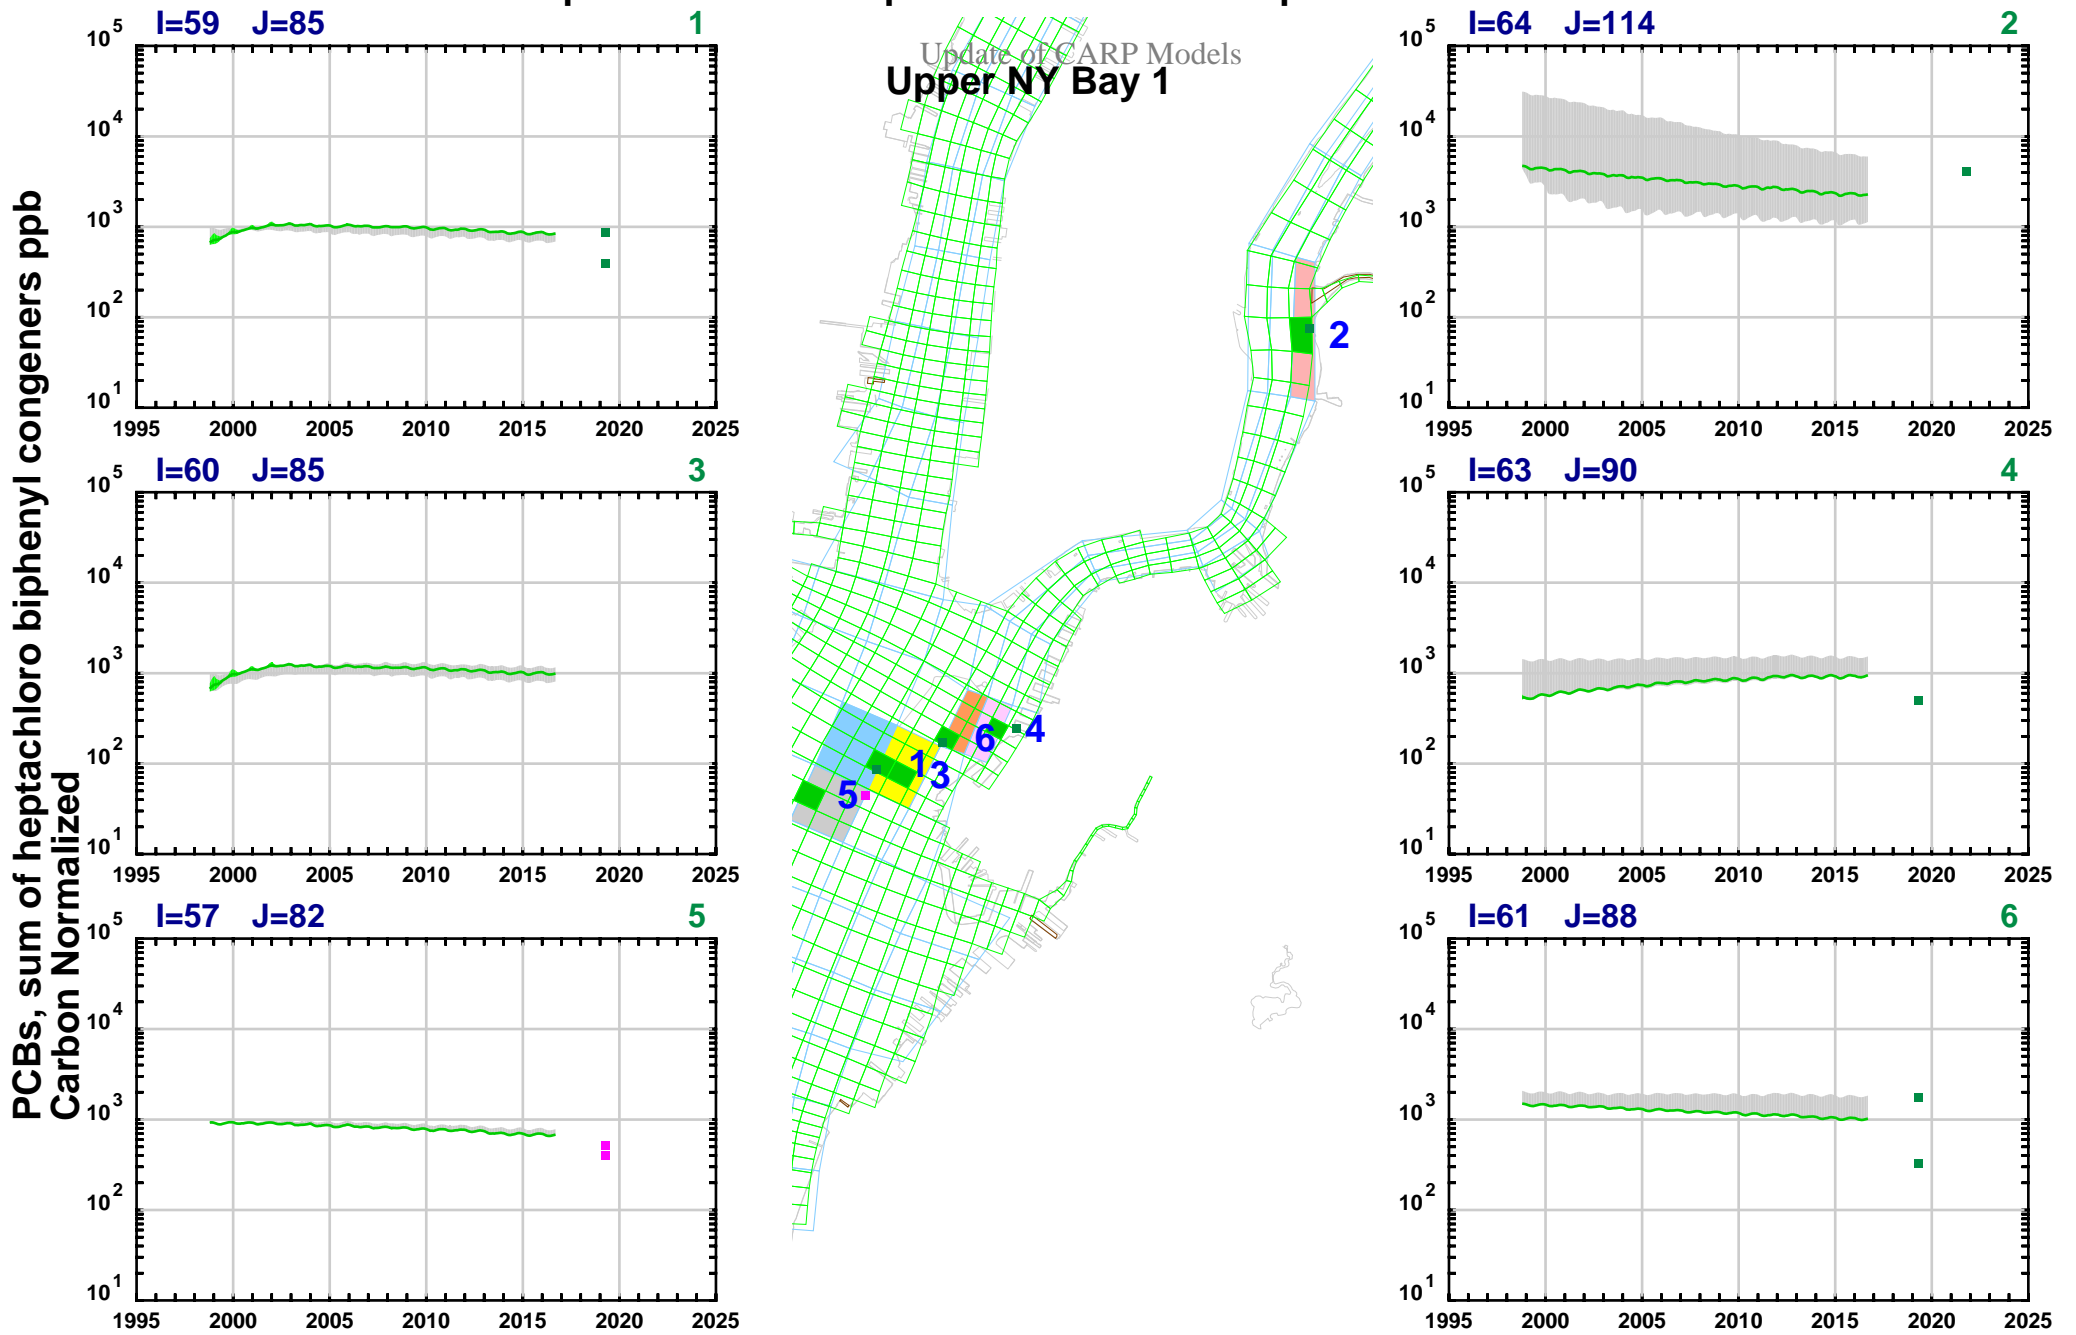 Update of CARP Models
Upper NY Bay 1
PCBs, sum of heptachloro biphenyl congeners ppb
Carbon Normalized
I=59 J=85 1
10^5
10^4
10^3
10^2
10^1
1995 2000 2005 2010 2015 2020 2025
I=64 J=114 2
10^5
10^4
10^3
10^2
10^1
1995 2000 2005 2010 2015 2020 2025
I=60 J=85 3
10^5
10^4
10^3
10^2
10^1
1995 2000 2005 2010 2015 2020 2025
I=63 J=90 4
10^5
10^4
10^3
10^2
10^1
1995 2000 2005 2010 2015 2020 2025
I=57 J=82 5
10^5
10^4
10^3
10^2
10^1
1995 2000 2005 2010 2015 2020 2025
I=61 J=88 6
10^5
10^4
10^3
10^2
10^1
1995 2000 2005 2010 2015 2020 2025
2
4
6
1
3
5